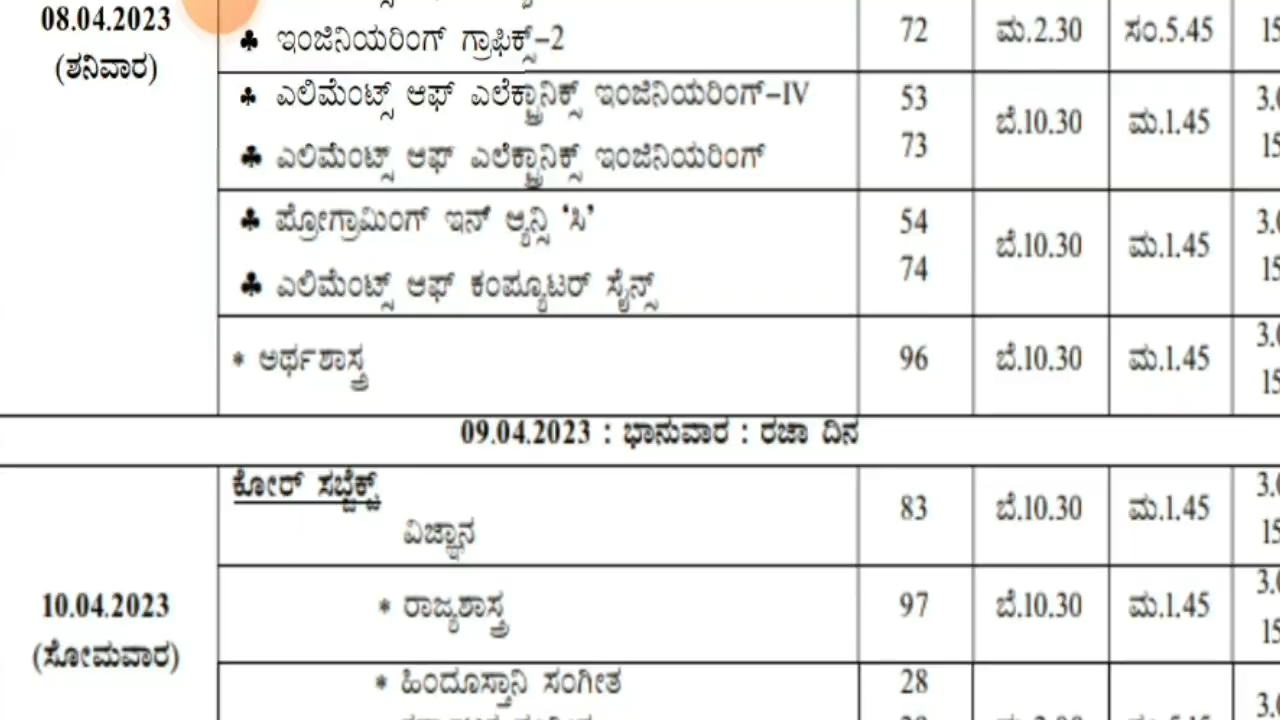 08.04.2023
(ಶನಿವಾರ)
♣ ಇಂಜಿನಿಯರಿಂಗ್ ಗ್ರಾಫಿಕ್ಸ್–2 72 ಮ.2.30 ಸಂ.5.45
♣ ಎಲಿಮೆಂಟ್ಸ್ ಆಫ್ ಎಲೆಕ್ಟ್ರಾನಿಕ್ಸ್ ಇಂಜಿನಿಯರಿಂಗ್–IV 53
ಬೆ.10.30 ಮ.1.45
♣ ಎಲಿಮೆಂಟ್ಸ್ ಆಫ್ ಎಲೆಕ್ಟ್ರಾನಿಕ್ಸ್ ಇಂಜಿನಿಯರಿಂಗ್ 73
♣ ಪ್ರೋಗ್ರಾಮಿಂಗ್ ಇನ್ ಆ್ಯನ್ಸಿ ‘ಸಿ’ 54
ಬೆ.10.30 ಮ.1.45
♣ ಎಲಿಮೆಂಟ್ಸ್ ಆಫ್ ಕಂಪ್ಯೂಟರ್ ಸೈನ್ಸ್ 74
* ಅರ್ಥಶಾಸ್ತ್ರ 96 ಬೆ.10.30 ಮ.1.45
09.04.2023 : ಭಾನುವಾರ : ರಜಾ ದಿನ
10.04.2023
(ಸೋಮವಾರ)
ಕೋರ್ ಸಬ್ಜೆಕ್ಟ್
ವಿಜ್ಞಾನ 83 ಬೆ.10.30 ಮ.1.45
* ರಾಜ್ಯಶಾಸ್ತ್ರ 97 ಬೆ.10.30 ಮ.1.45
* ಹಿಂದೂಸ್ತಾನಿ ಸಂಗೀತ 28